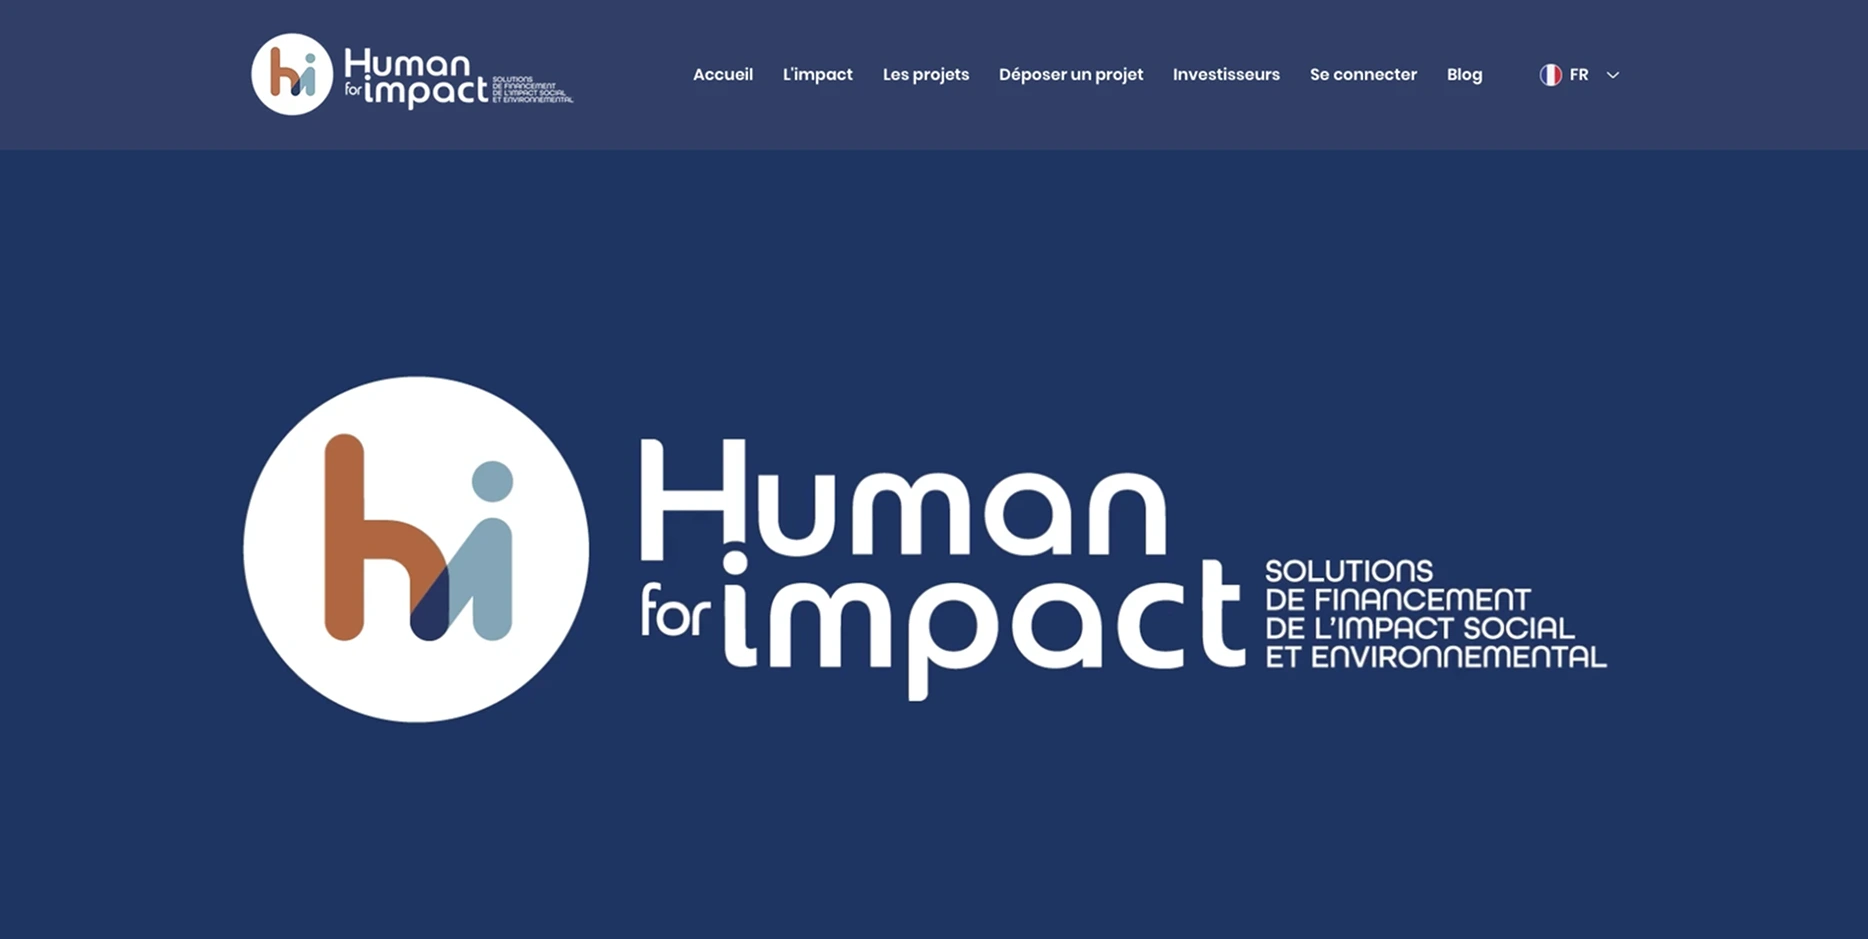 hi
Human
for impact
SOLUTIONS
DE FINANCEMENT
DE L'IMPACT SOCIAL
ET ENVIRONNEMENTAL
Accueil L'impact Les projets Déposer un projet Investisseurs Se connecter Blog FR
hi
Human
for impact
SOLUTIONS
DE FINANCEMENT
DE L'IMPACT SOCIAL
ET ENVIRONNEMENTAL